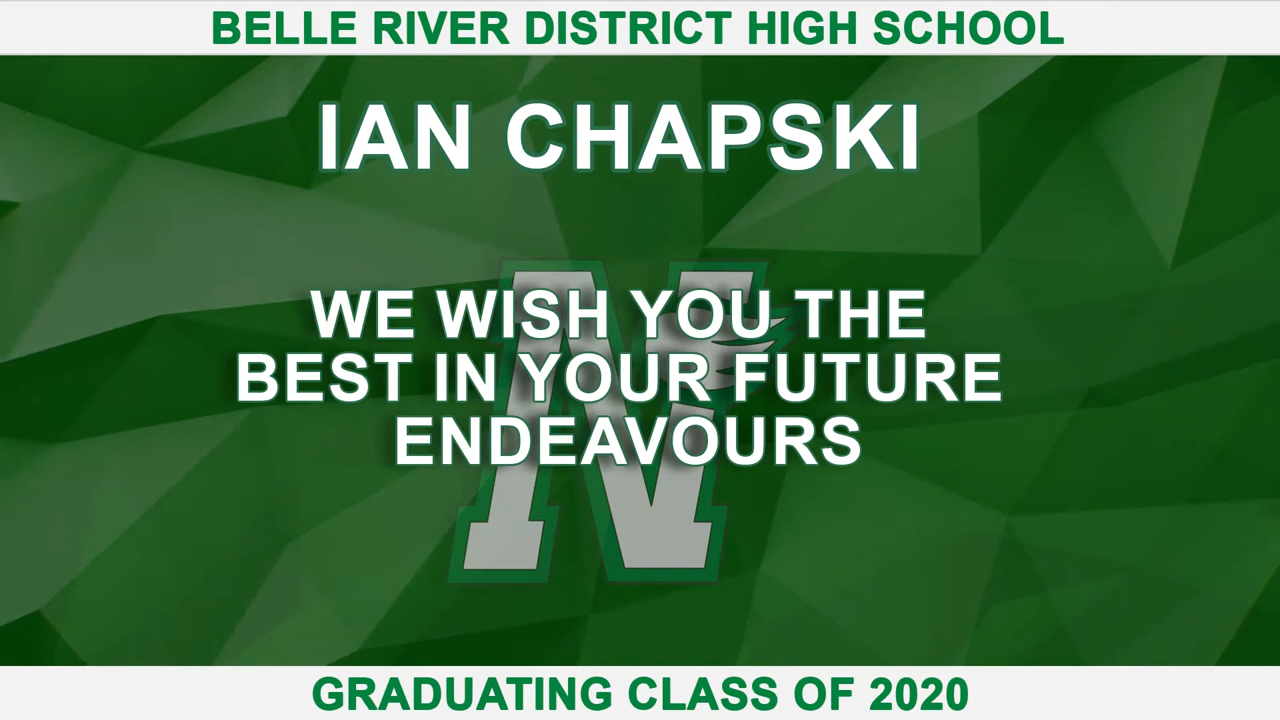 BELLE RIVER DISTRICT HIGH SCHOOL
IAN CHAPSKI
N
WE WISH YOU THE
BEST IN YOUR FUTURE
ENDEAVOURS
GRADUATING CLASS OF 2020